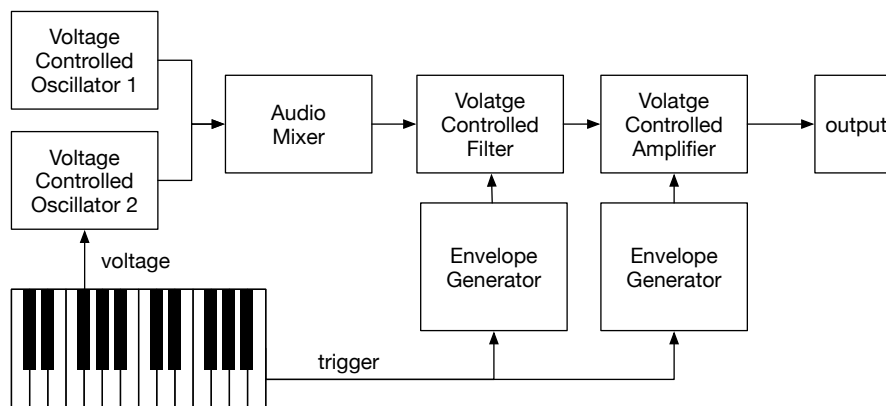 Voltage
Controlled
Oscillator 1
Voltage
Controlled
Oscillator 2
Audio
Mixer
Volatge
Controlled
Filter
Volatge
Controlled
Amplifier
output
voltage
Envelope
Generator
Envelope
Generator
trigger